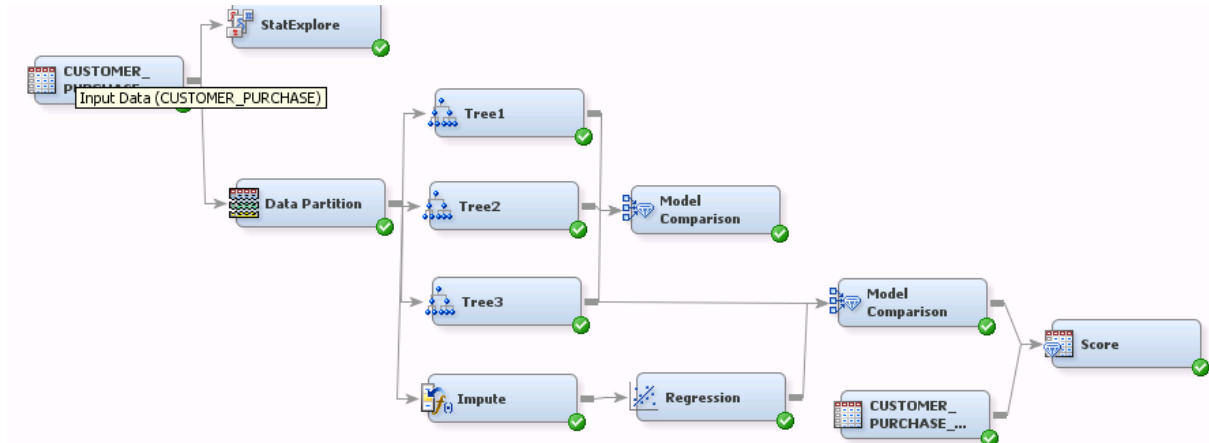 StatExplore
CUSTOMER_
Input Data (CUSTOMER_PURCHASE)
Tree1
Data Partition
Tree2
Model
Comparison
Tree3
Model
Comparison
Score
Impute
Regression
CUSTOMER_
PURCHASE_...